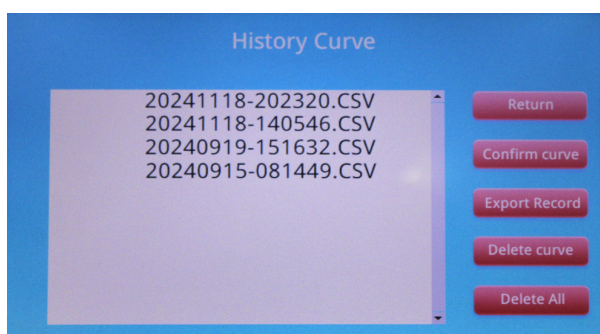 History Curve
20241118-202320.CSV
20241118-140546.CSV
20240919-151632.CSV
20240915-081449.CSV
Return
Confirm curve
Export Record
Delete curve
Delete All